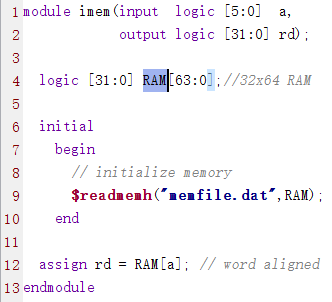 1 module imem(input  logic [5:0]  a,
2             output logic [31:0] rd);
3
4   logic [31:0] RAM[63:0];//32x64 RAM
5
6   initial
7     begin
8       // initialize memory
9       $readmemh("memfile.dat",RAM);
10     end
11
12   assign rd = RAM[a]; // word aligned
13 endmodule